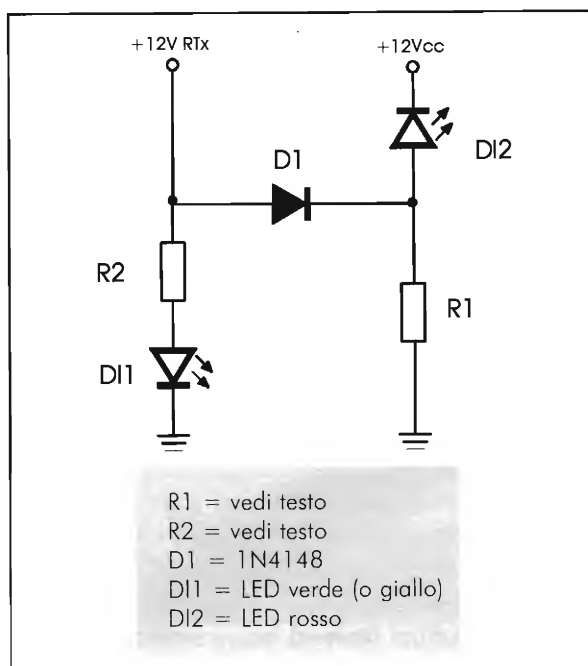 +12V RTx
+12Vcc
D1
DI2
R2
R1
DI1
R1 = vedi testo
R2 = vedi testo
D1 = 1N4148
DI1 = LED verde (o giallo)
DI2 = LED rosso